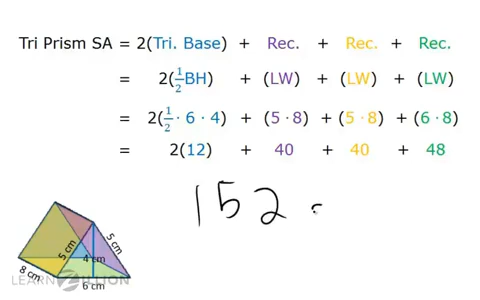 Tri Prism SA = 2(Tri. Base) + Rec. + Rec. + Rec.
= 2(½BH) + (LW) + (LW) + (LW)
= 2(½ · 6 · 4) + (5 · 8) + (5 · 8) + (6 · 8)
= 2(12) + 40 + 40 + 48
152
5 cm
5 cm
4 cm
8 cm
6 cm
LEARNZILLION